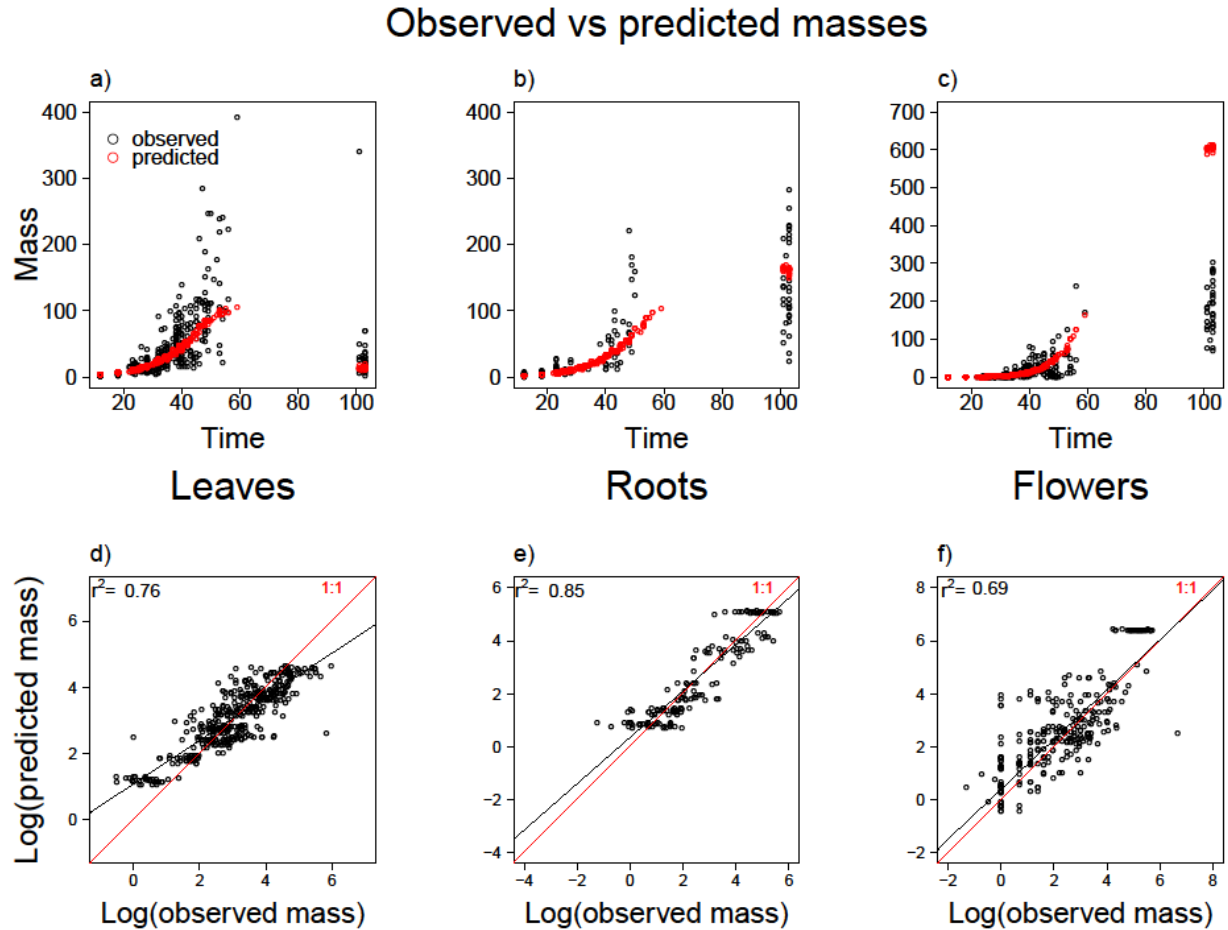 Observed vs predicted masses
a)
b)
c)
400
300
200
100
0
Mass
observed
predicted
20
40
60
80
100
Time
400
300
200
100
0
20
40
60
80
100
Time
700
600
500
400
300
200
100
0
20
40
60
80
100
Time
Leaves
Roots
Flowers
d)
e)
f)
Log(predicted mass)
r²= 0.76
1:1
6
4
2
0
0
2
4
6
Log(observed mass)
r²= 0.85
1:1
6
4
2
0
−2
−4
−4
−2
0
2
4
6
Log(observed mass)
r²= 0.69
1:1
8
6
4
2
0
−2
−2
0
2
4
6
8
Log(observed mass)